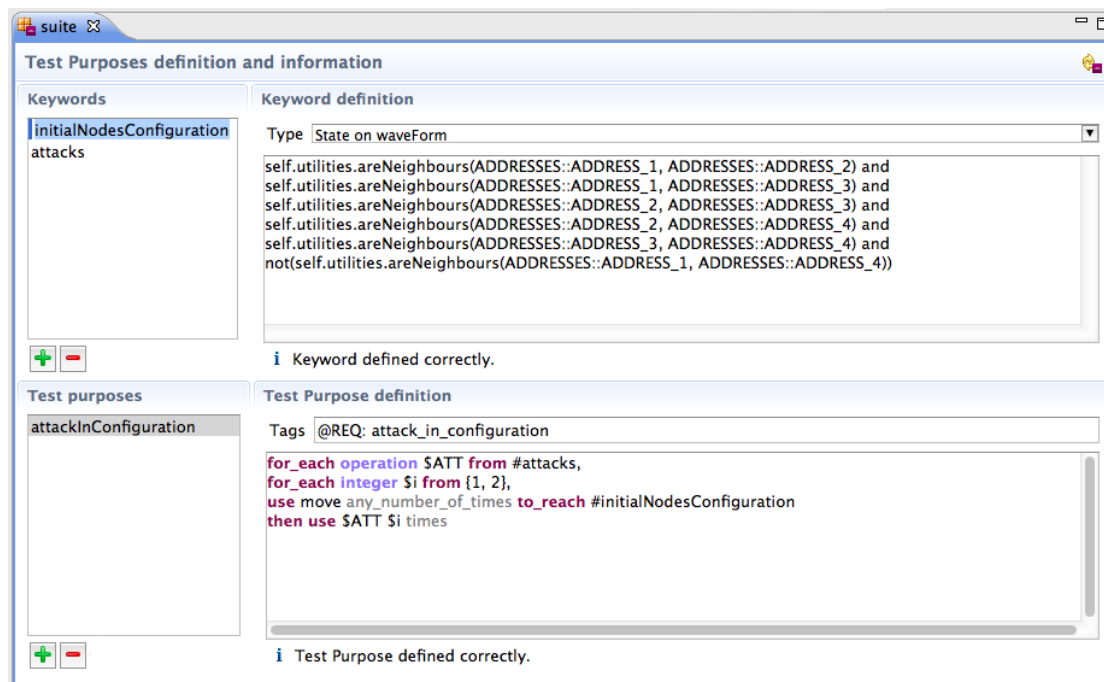 suite
Test Purposes definition and information
Keywords
Keyword definition
initialNodesConfiguration
attacks
Type State on waveForm
self.utilities.areNeighbours(ADDRESSES::ADDRESS_1, ADDRESSES::ADDRESS_2) and
self.utilities.areNeighbours(ADDRESSES::ADDRESS_1, ADDRESSES::ADDRESS_3) and
self.utilities.areNeighbours(ADDRESSES::ADDRESS_2, ADDRESSES::ADDRESS_3) and
self.utilities.areNeighbours(ADDRESSES::ADDRESS_2, ADDRESSES::ADDRESS_4) and
self.utilities.areNeighbours(ADDRESSES::ADDRESS_3, ADDRESSES::ADDRESS_4) and
not(self.utilities.areNeighbours(ADDRESSES::ADDRESS_1, ADDRESSES::ADDRESS_4))
i Keyword defined correctly.
Test purposes
Test Purpose definition
attackInConfiguration
Tags @REQ: attack_in_configuration
for_each operation $ATT from #attacks,
for_each integer $i from {1, 2},
use move any_number_of_times to_reach #initialNodesConfiguration
then use $ATT $i times
i Test Purpose defined correctly.